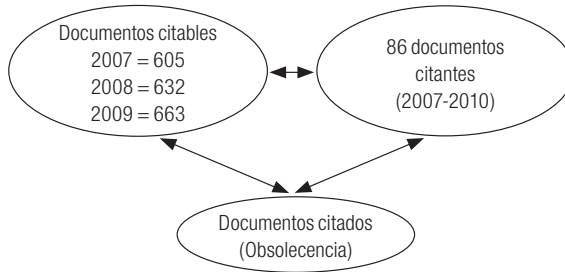 Documentos citables
2007 = 605
2008 = 632
2009 = 663
86 documentos
citantes
(2007-2010)
Documentos citados
(Obsolecencia)